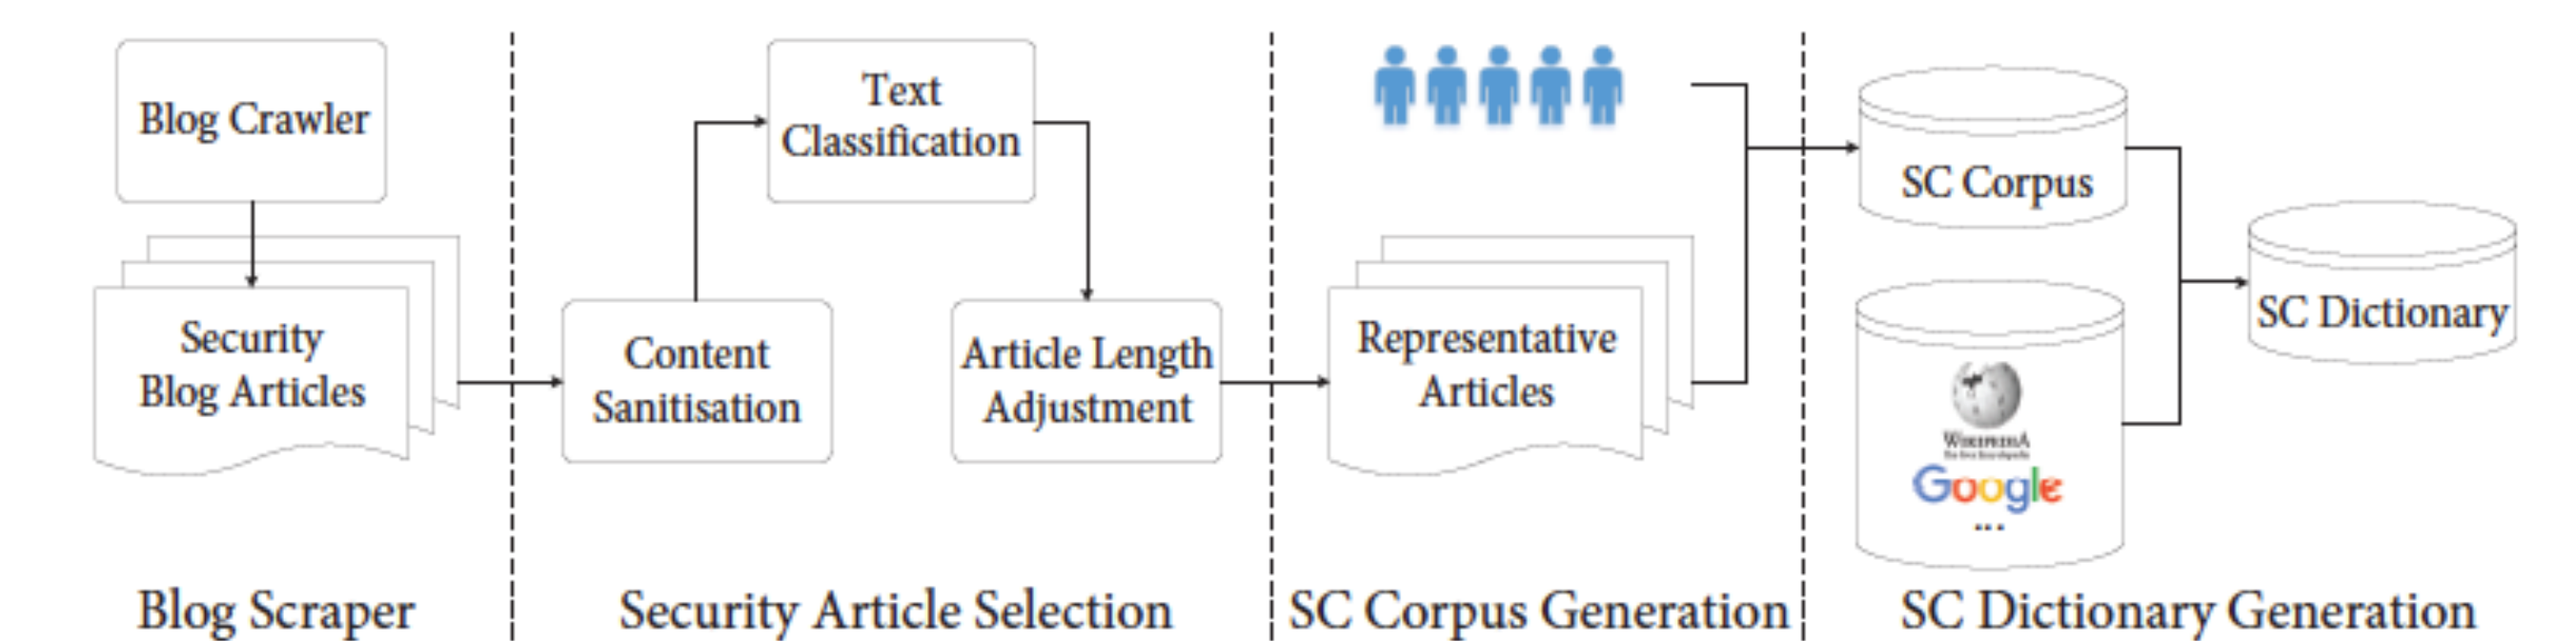 Blog Crawler
Security
Blog Articles
Blog Scraper
Text
Classification
Content
Sanitisation
Article Length
Adjustment
Security Article Selection
Representative
Articles
SC Corpus Generation
SC Corpus
WIKIPEDIA
Google
...
SC Dictionary
SC Dictionary Generation